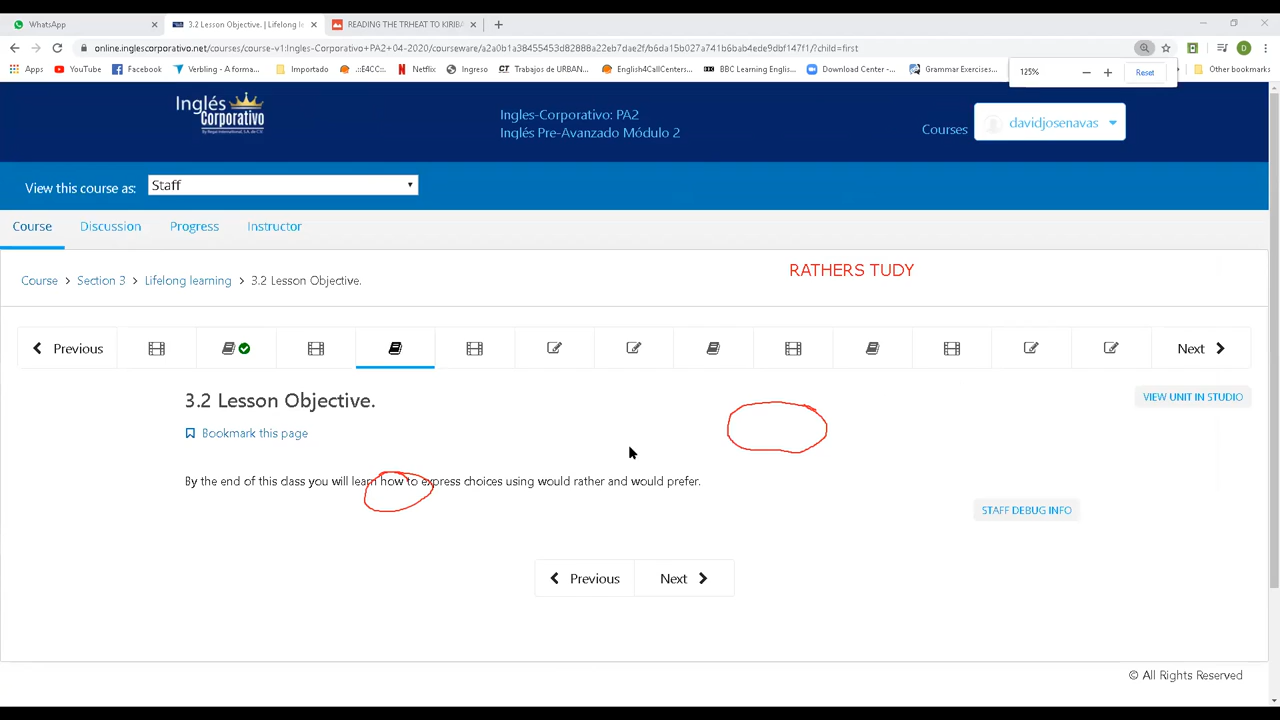 WhatsApp
3.2 Lesson Objective. | Lifelong le
READING THE TRHEAT TO KIRIBA
online.inglescorporativo.net/courses/course-v1:Ingles-Corporativo+PA2+04-2020/courseware/a2a0b1a38455453d82888a22eb7dae2f/b6da15b027a741b6bab4ede9dbf147f1/?child=first
D
Apps YouTube Facebook Verbling - A forma... Importado .::E4CC::. Netflix Ingreso CT Trabajos de URBAN... English4CallCenters... BBC Learning Englis... Download Center -... Grammar Exercises... Other bookmarks
125% Reset
Inglés
Corporativo
Ingles-Corporativo: PA2
Inglés Pre-Avanzado Módulo 2
Courses davidjosenavas
View this course as: Staff
Course Discussion Progress Instructor
RATHERS TUDY
Course > Section 3 > Lifelong learning > 3.2 Lesson Objective.
Previous Next
3.2 Lesson Objective.
VIEW UNIT IN STUDIO
Bookmark this page
By the end of this class you will learn how to express choices using would rather and would prefer.
STAFF DEBUG INFO
Previous Next
© All Rights Reserved